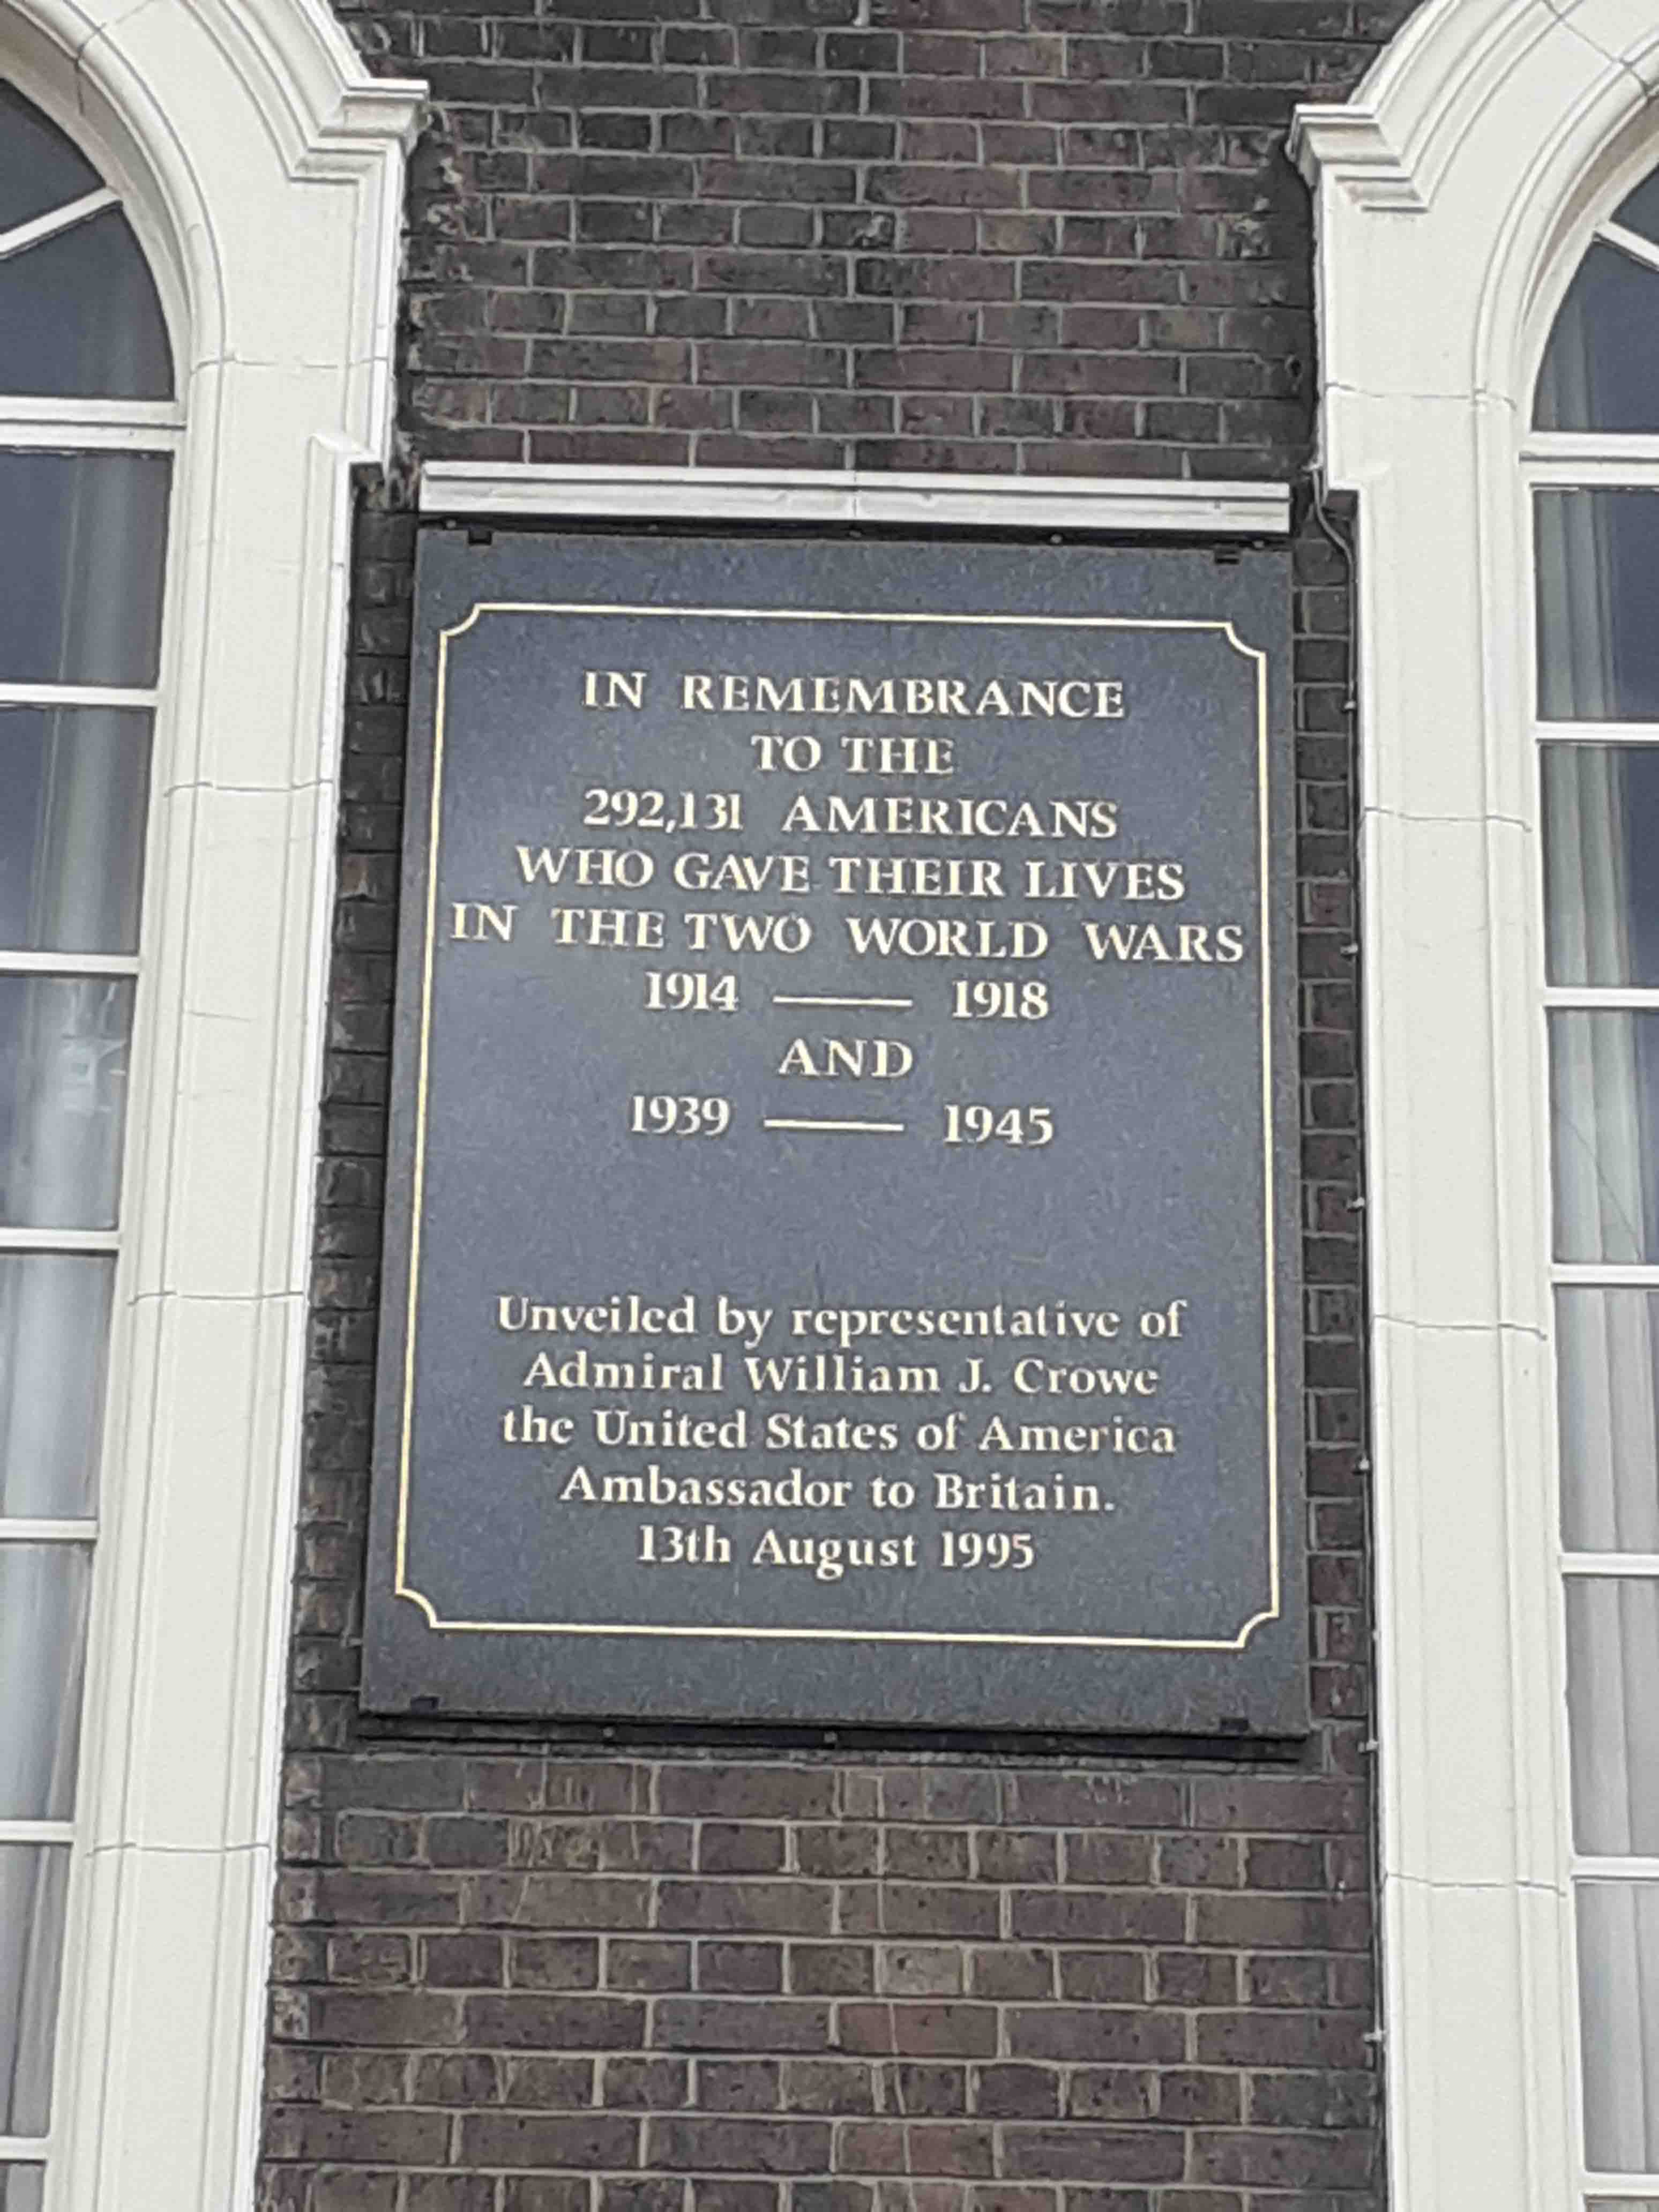 IN REMEMBRANCE
TO THE
292,131 AMERICANS
WHO GAVE THEIR LIVES
IN THE TWO WORLD WARS
1914 — 1918
AND
1939 — 1945
Unveiled by representative of
Admiral William J. Crowe
the United States of America
Ambassador to Britain.
13th August 1995